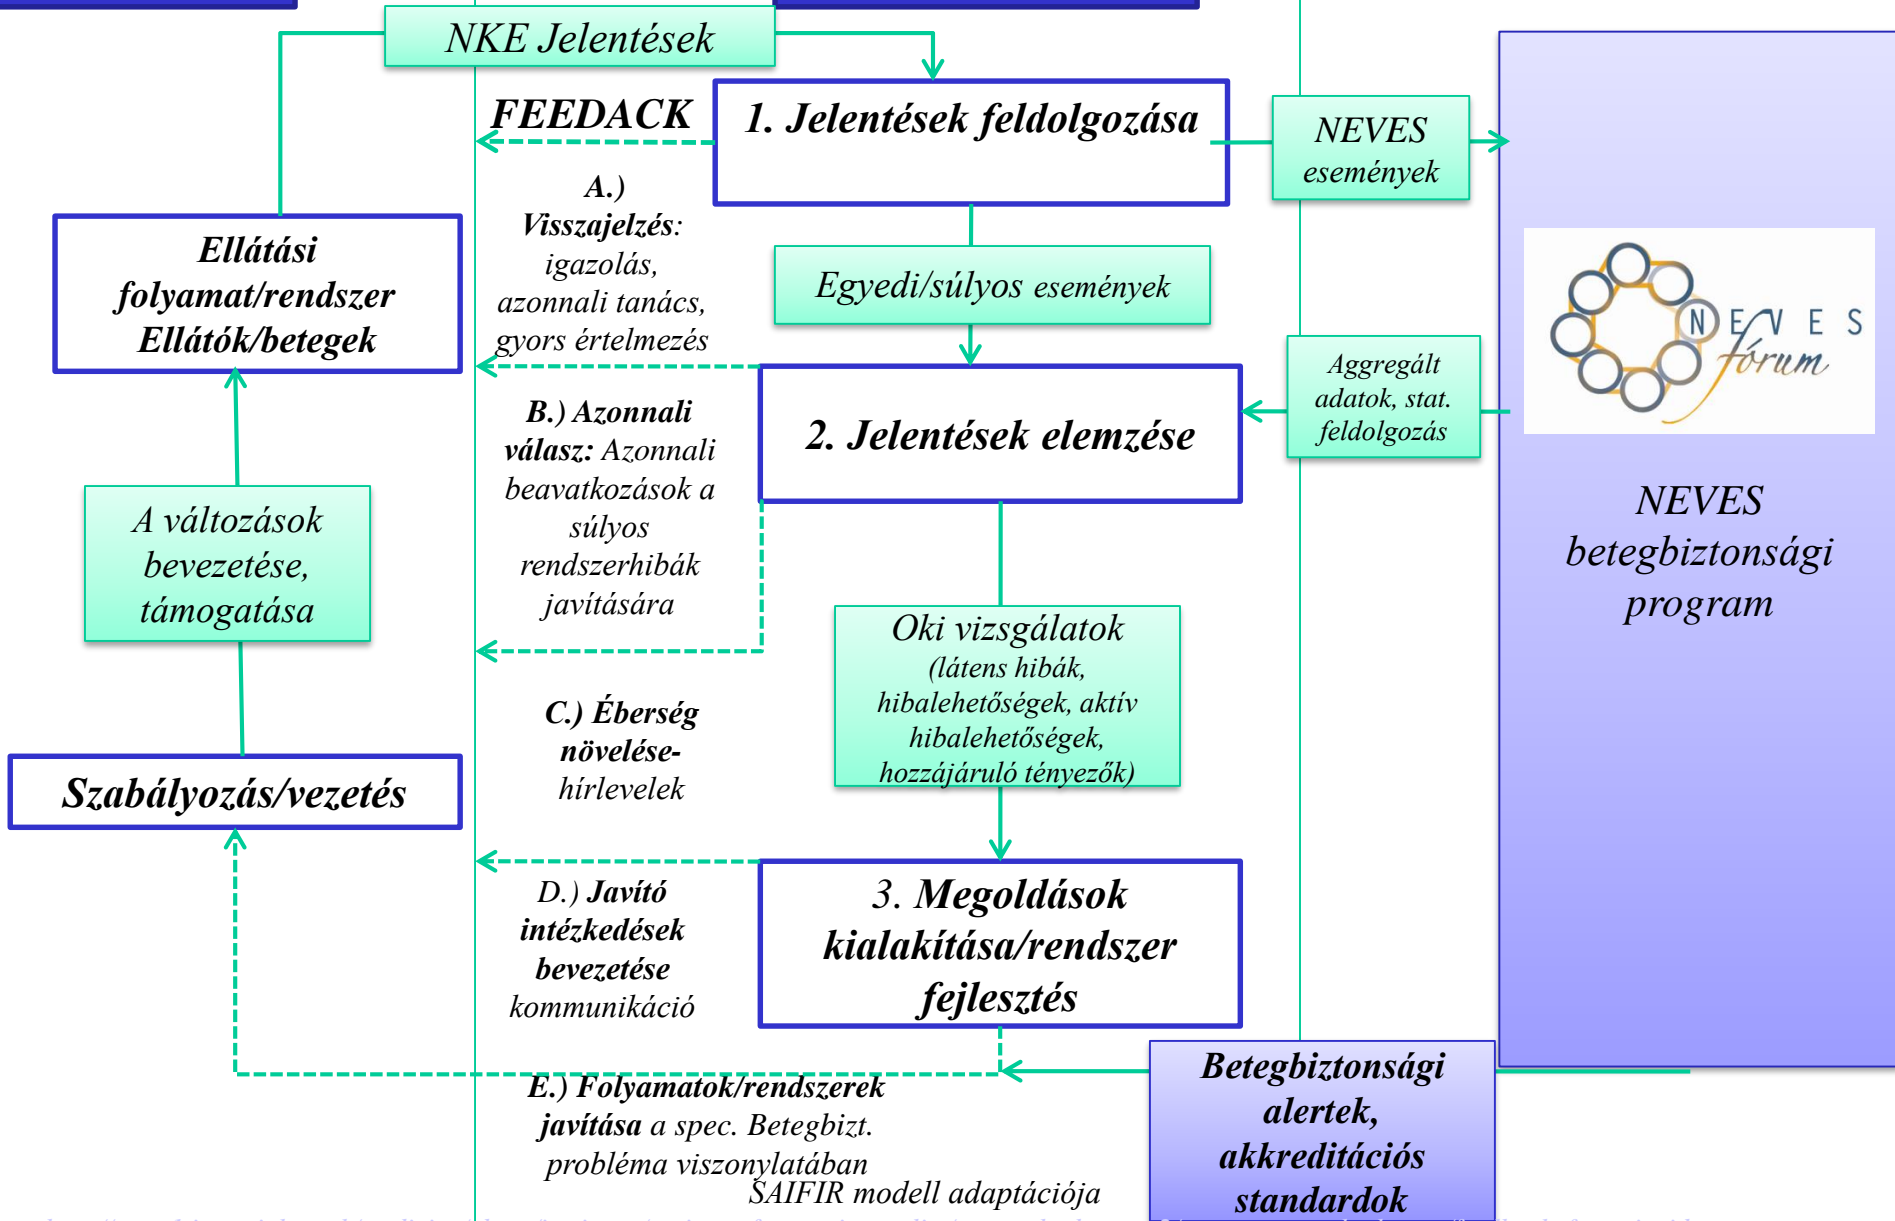 NKE Jelentések
FEEDACK
1. Jelentések feldolgozása
NEVES
események
A.)
Visszajelzés:
igazolás,
azonnali tanács,
gyors értelmezés
Ellátási
folyamat/rendszer
Ellátók/betegek
Egyedi/súlyos események
NEVES
fórum
Aggregált
adatok, stat.
feldolgozás
B.) Azonnali
válasz: Azonnali
beavatkozások a
súlyos
rendszerhibák
javítására
2. Jelentések elemzése
NEVES
betegbiztonsági
program
A változások
bevezetése,
támogatása
Oki vizsgálatok
(látens hibák,
hibalehetőségek, aktív
hibalehetőségek,
hozzájáruló tényezők)
C.) Éberség
növelése-
hírlevelek
Szabályozás/vezetés
D.) Javító
intézkedések
bevezetése
kommunikáció
3. Megoldások
kialakítása/rendszer
fejlesztés
E.) Folyamatok/rendszerek
javítása a spec. Betegbizt.
probléma viszonylatában
Betegbiztonsági
alertek,
akkreditációs
standardok
SAIFIR modell adaptációja